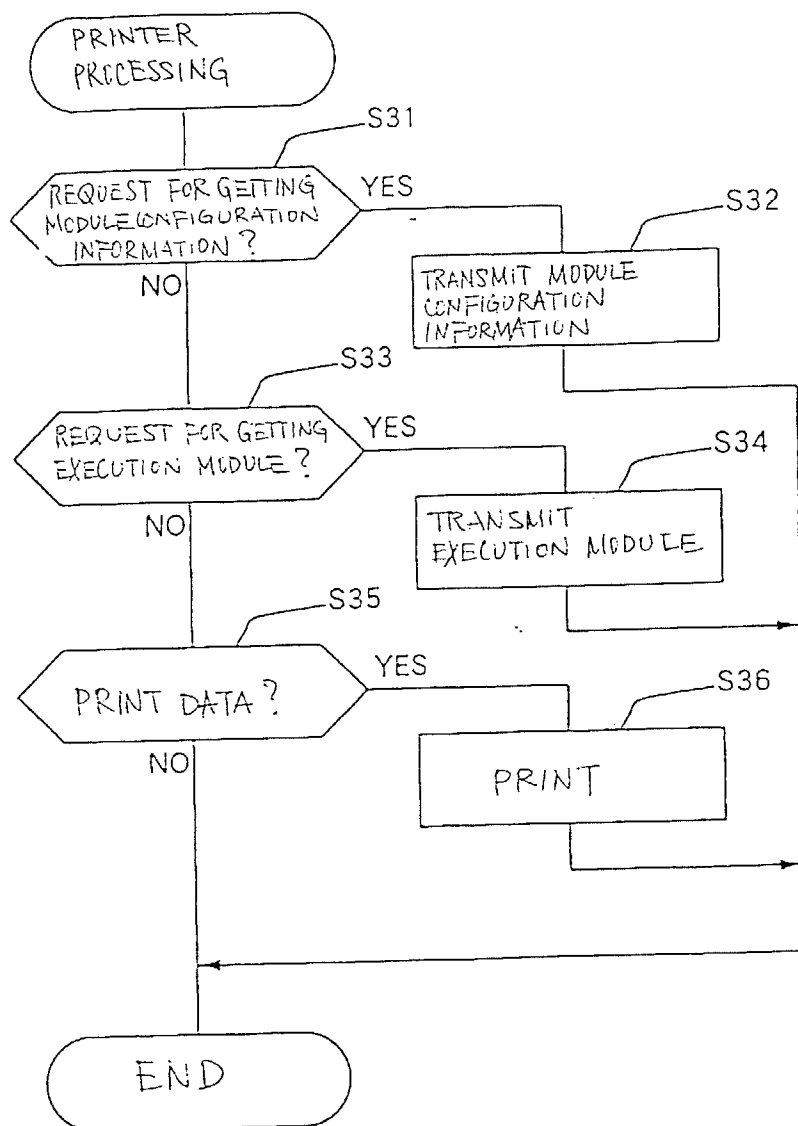 PRINTER
PROCESSING
S31
REQUEST FOR GETTING
MODULE CONFIGURATION
INFORMATION?
YES
NO
S32
TRANSMIT MODULE
CONFIGURATION
INFORMATION
S33
REQUEST FOR GETTING
EXECUTION MODULE?
YES
NO
S34
TRANSMIT
EXECUTION MODULE
S35
PRINT DATA?
YES
NO
S36
PRINT
END